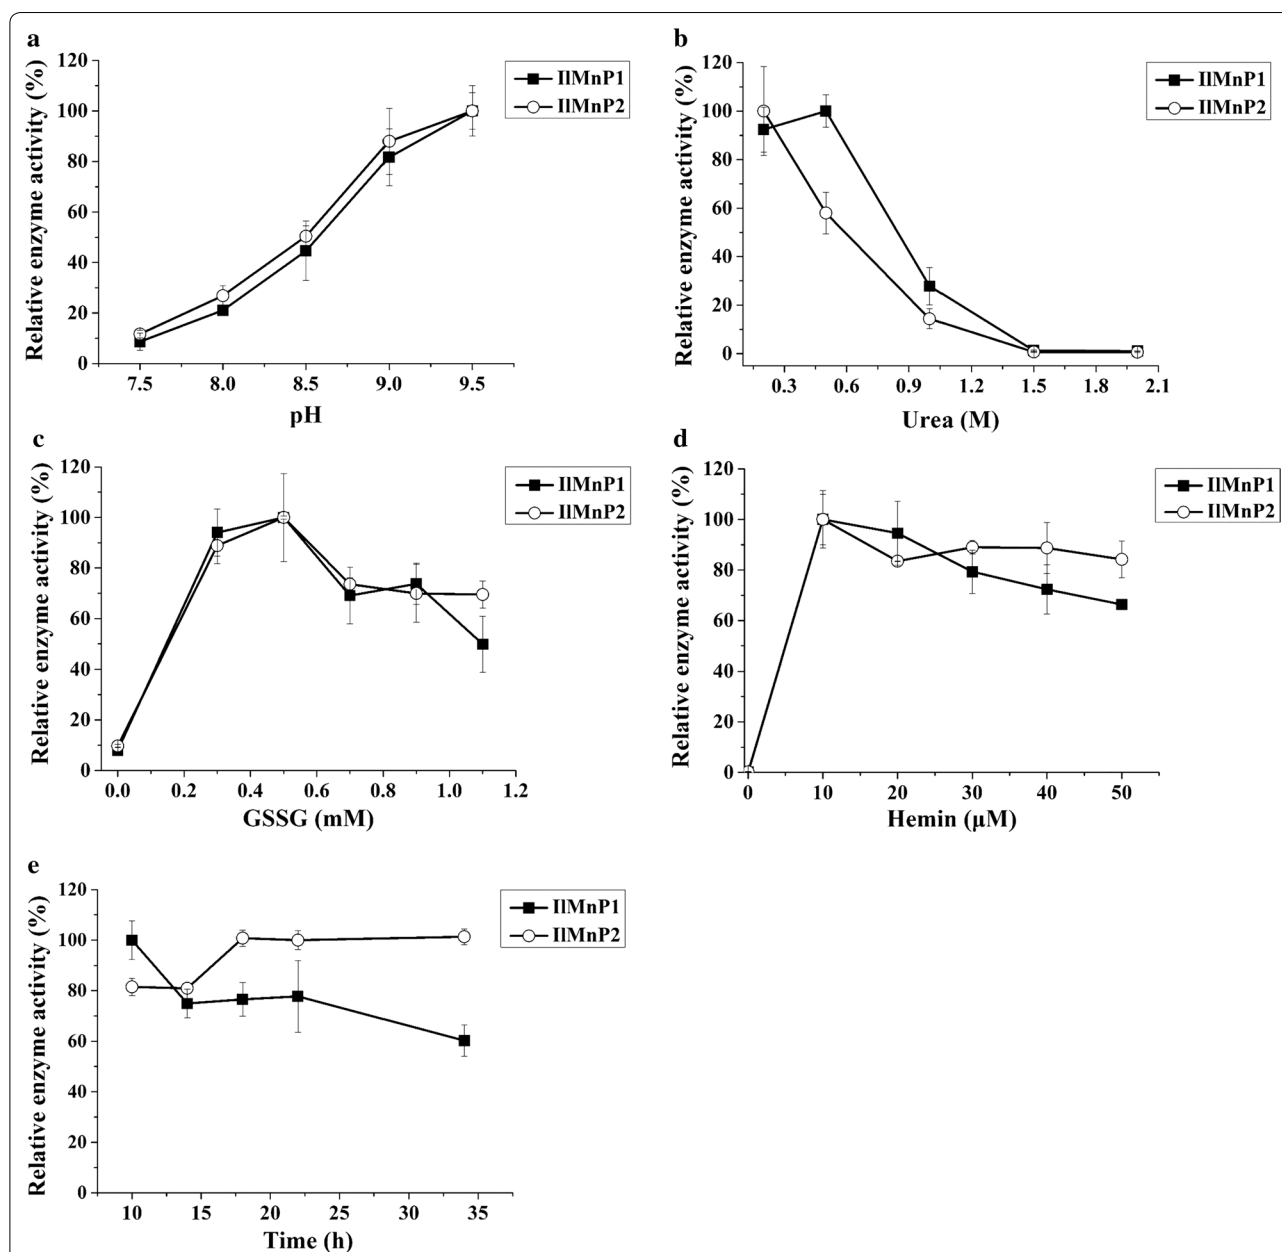 a
Relative enzyme activity (%)
120
100
80
60
40
20
0
7.5 8.0 8.5 9.0 9.5
pH
IlMnP1
IlMnP2
b
Relative enzyme activity (%)
120
100
80
60
40
20
0
0.3 0.6 0.9 1.2 1.5 1.8 2.1
Urea (M)
IlMnP1
IlMnP2
c
Relative enzyme activity (%)
120
100
80
60
40
20
0
0.0 0.2 0.4 0.6 0.8 1.0 1.2
GSSG (mM)
IlMnP1
IlMnP2
d
Relative enzyme activity (%)
120
100
80
60
40
20
0
0 10 20 30 40 50
Hemin (μM)
IlMnP1
IlMnP2
e
Relative enzyme activity (%)
120
100
80
60
40
20
0
10 15 20 25 30 35
Time (h)
IlMnP1
IlMnP2